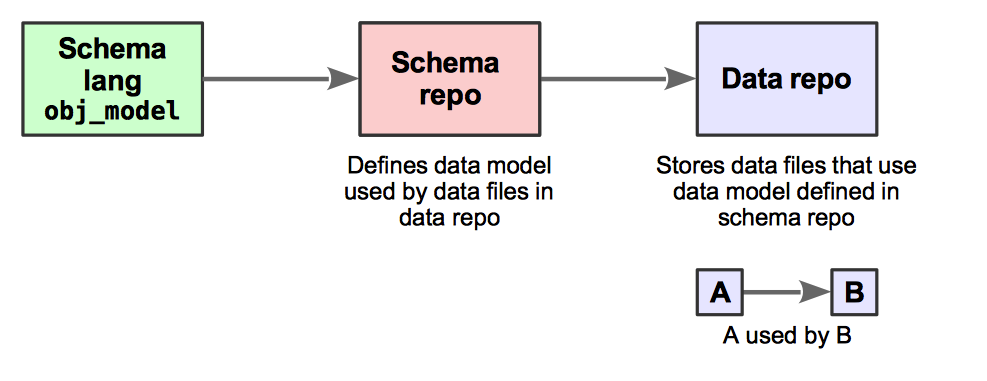 Schema
lang
obj_model
Schema
repo
Data repo
Defines data model
used by data files in
data repo
Stores data files that use
data model defined in
schema repo
A
B
A used by B